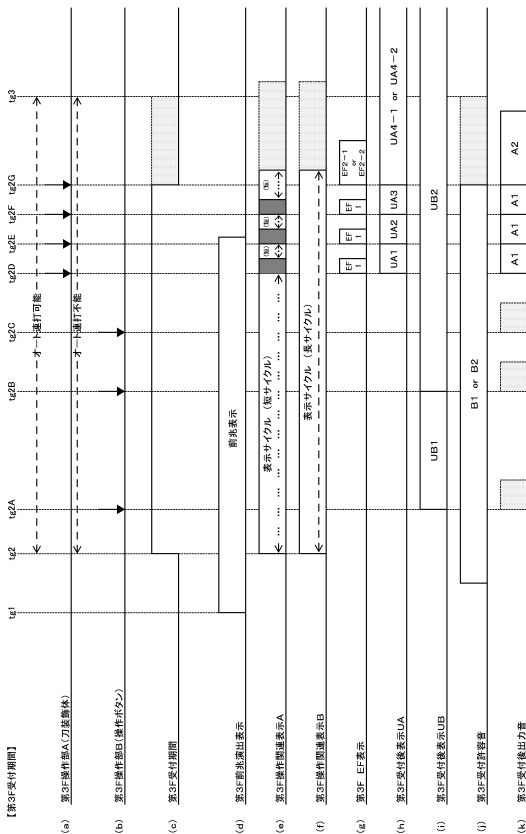 【第3F受付期間】
tg1 tg2 tg2A tg2B tg2C tg2D tg2E tg2F tg2G tg3
(a) 第3F操作部A(刀装飾体)
オート連打可能
(b) 第3F操作部B(操作ボタン)
オート連打不能
(c) 第3F受付期間
(d) 第3F前兆演出表示
前兆表示
(e) 第3F操作関連表示A
表示サイクル(短サイクル)
(短) (短) (短)
(f) 第3F操作関連表示B
表示サイクル (長サイクル)
(g) 第3F EF表示
EF1 EF1 EF1 EF2-1 or EF2-2
(h) 第3F受付後表示UA
UA1 UA2 UA3 UA4-1 or UA4-2
(i) 第3F受付後表示UB
UB1 UB2
(j) 第3F受付許容音
B1 or B2
(k) 第3F受付後出力音
A1 A1 A1 A2